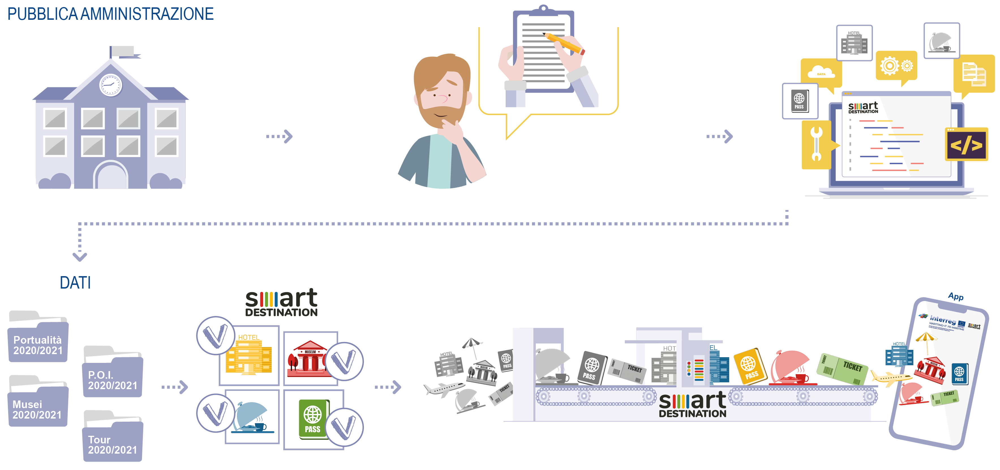 PUBBLICA AMMINISTRAZIONE
HOTEL
DATA
PASS
smart
DESTINATION
</>
DATI
Portualità
2020/2021
P.O.I.
2020/2021
Musei
2020/2021
Tour
2020/2021
smart
DESTINATION
HOTEL
MUSEUM
PASS
HOTEL
MUSEUM
PASS
TICKET
PASS
TICKET
TICKET
HOT
EL
PASS
TICKET
TICKET
smart
DESTINATION
App
Interreg
MARITTIMO-IT FR-MARITIME
smart
DESTINATION
HOTEL
MUSEUM
PASS
TICKET